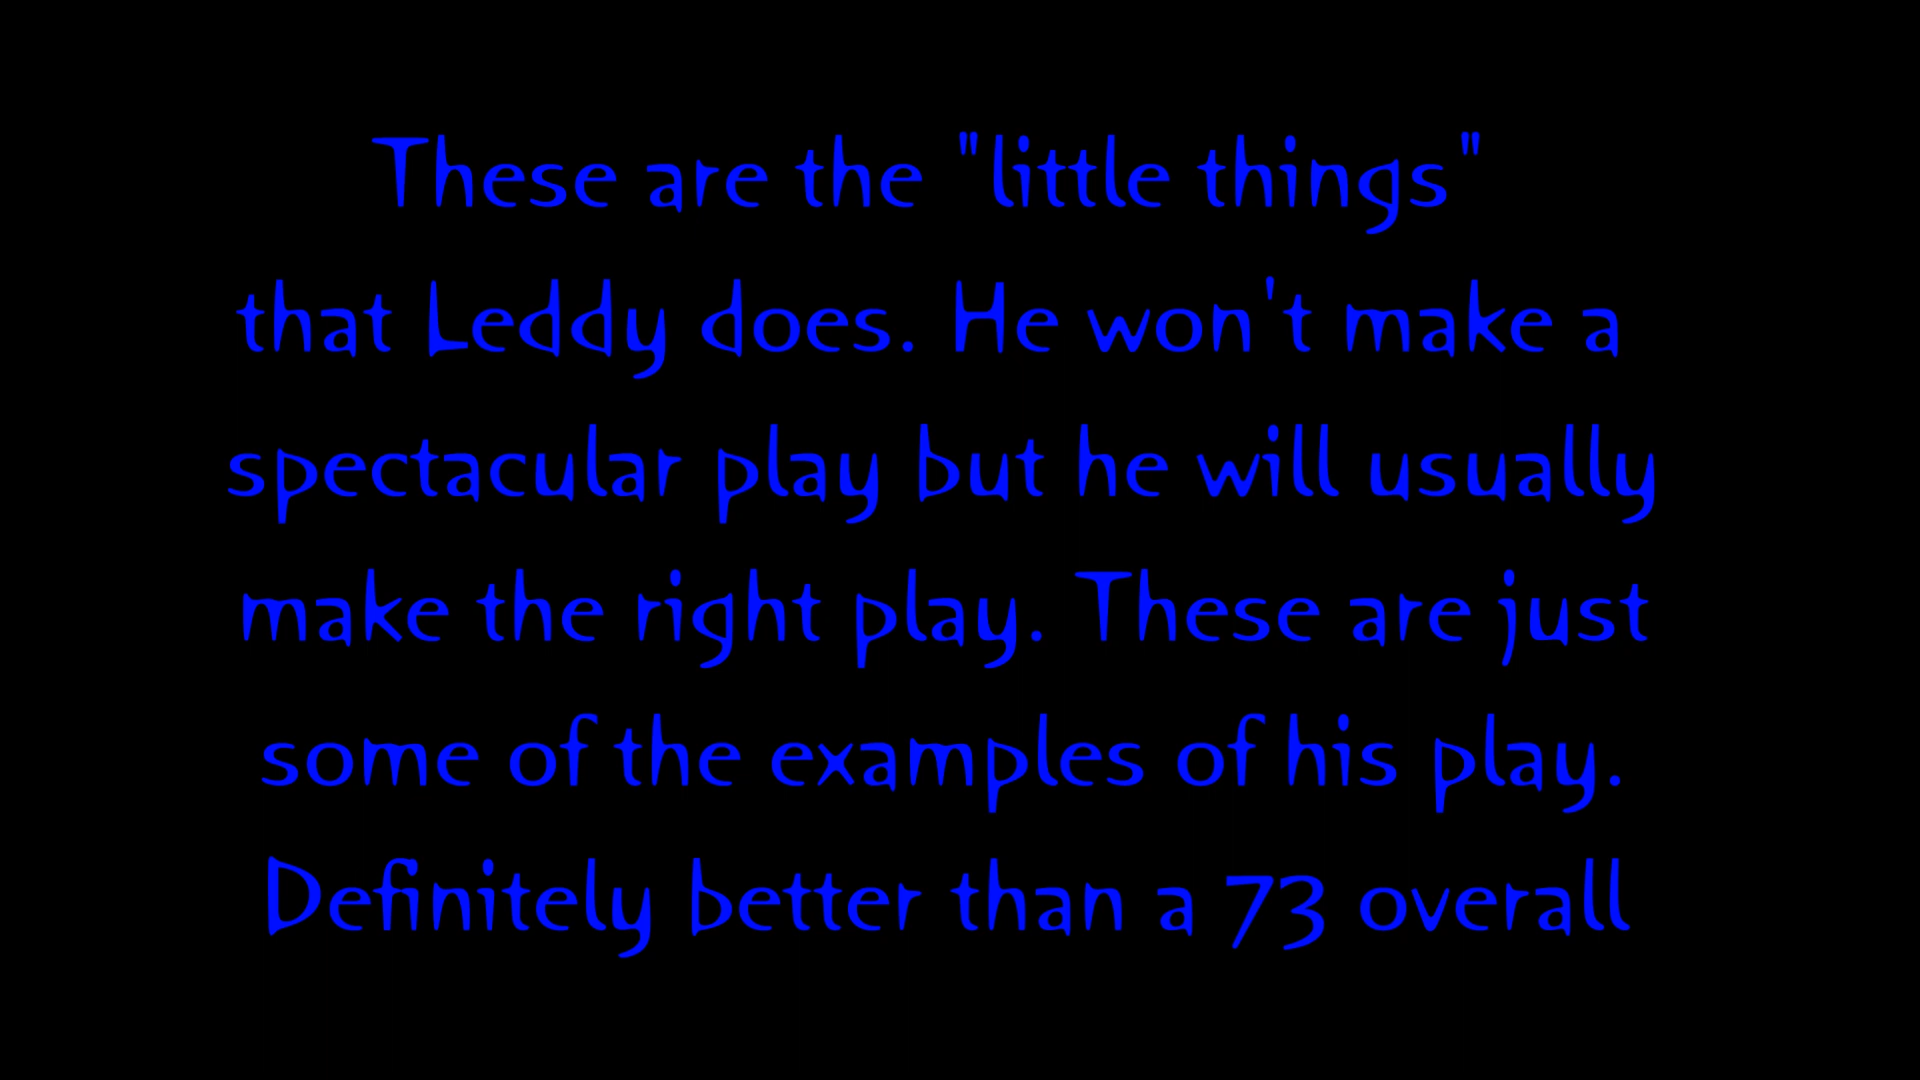 These are the "little things"
that Leddy does. He won't make a
spectacular play but he will usually
make the right play. These are just
some of the examples of his play.
Definitely better than a 73 overall